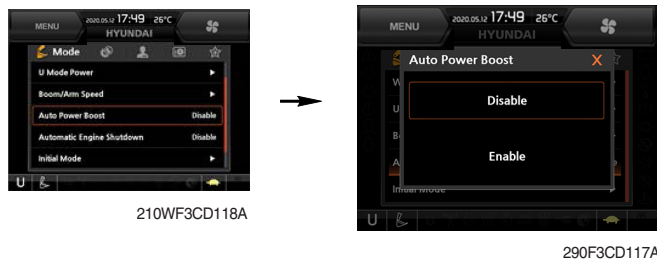 MENU
2020.05.12 17:49 26°C
HYUNDAI
Mode
U Mode Power
Boom/Arm Speed
Auto Power Boost Disable
Automatic Engine Shutdown Disable
Initial Mode
U
210WF3CD118A
MENU
2020.05.12 17:49 26°C
HYUNDAI
Auto Power Boost X
Disable
Enable
W
U
B
A
Initial Mode
U
290F3CD117A